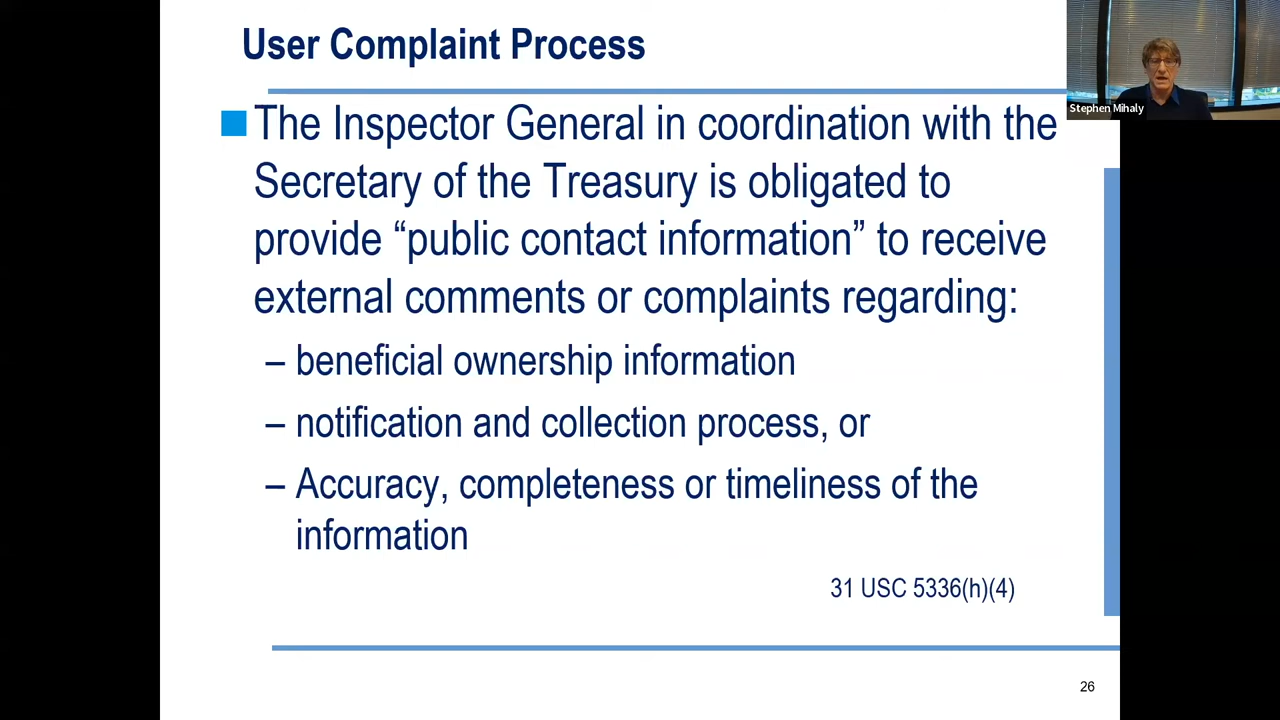 User Complaint Process
The Inspector General in coordination with the
Secretary of the Treasury is obligated to
provide “public contact information” to receive
external comments or complaints regarding:
– beneficial ownership information
– notification and collection process, or
– Accuracy, completeness or timeliness of the
information
31 USC 5336(h)(4)
26
Stephen Mihaly